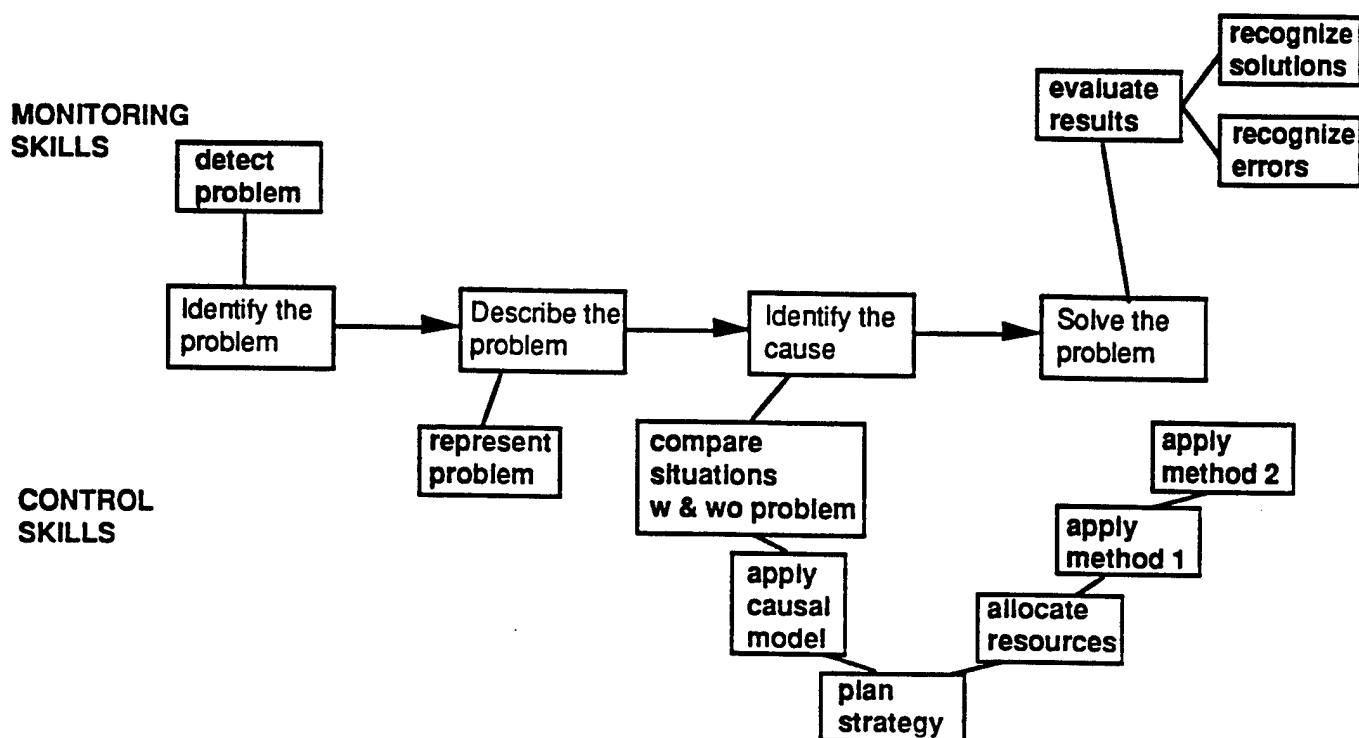 recognize
solutions
evaluate
results
MONITORING
SKILLS
recognize
errors
detect
problem
Identify the
problem
Describe the
problem
Identify the
cause
Solve the
problem
represent
problem
compare
situations
w & wo problem
apply
method 2
CONTROL
SKILLS
apply
method 1
apply
causal
model
allocate
resources
plan
strategy